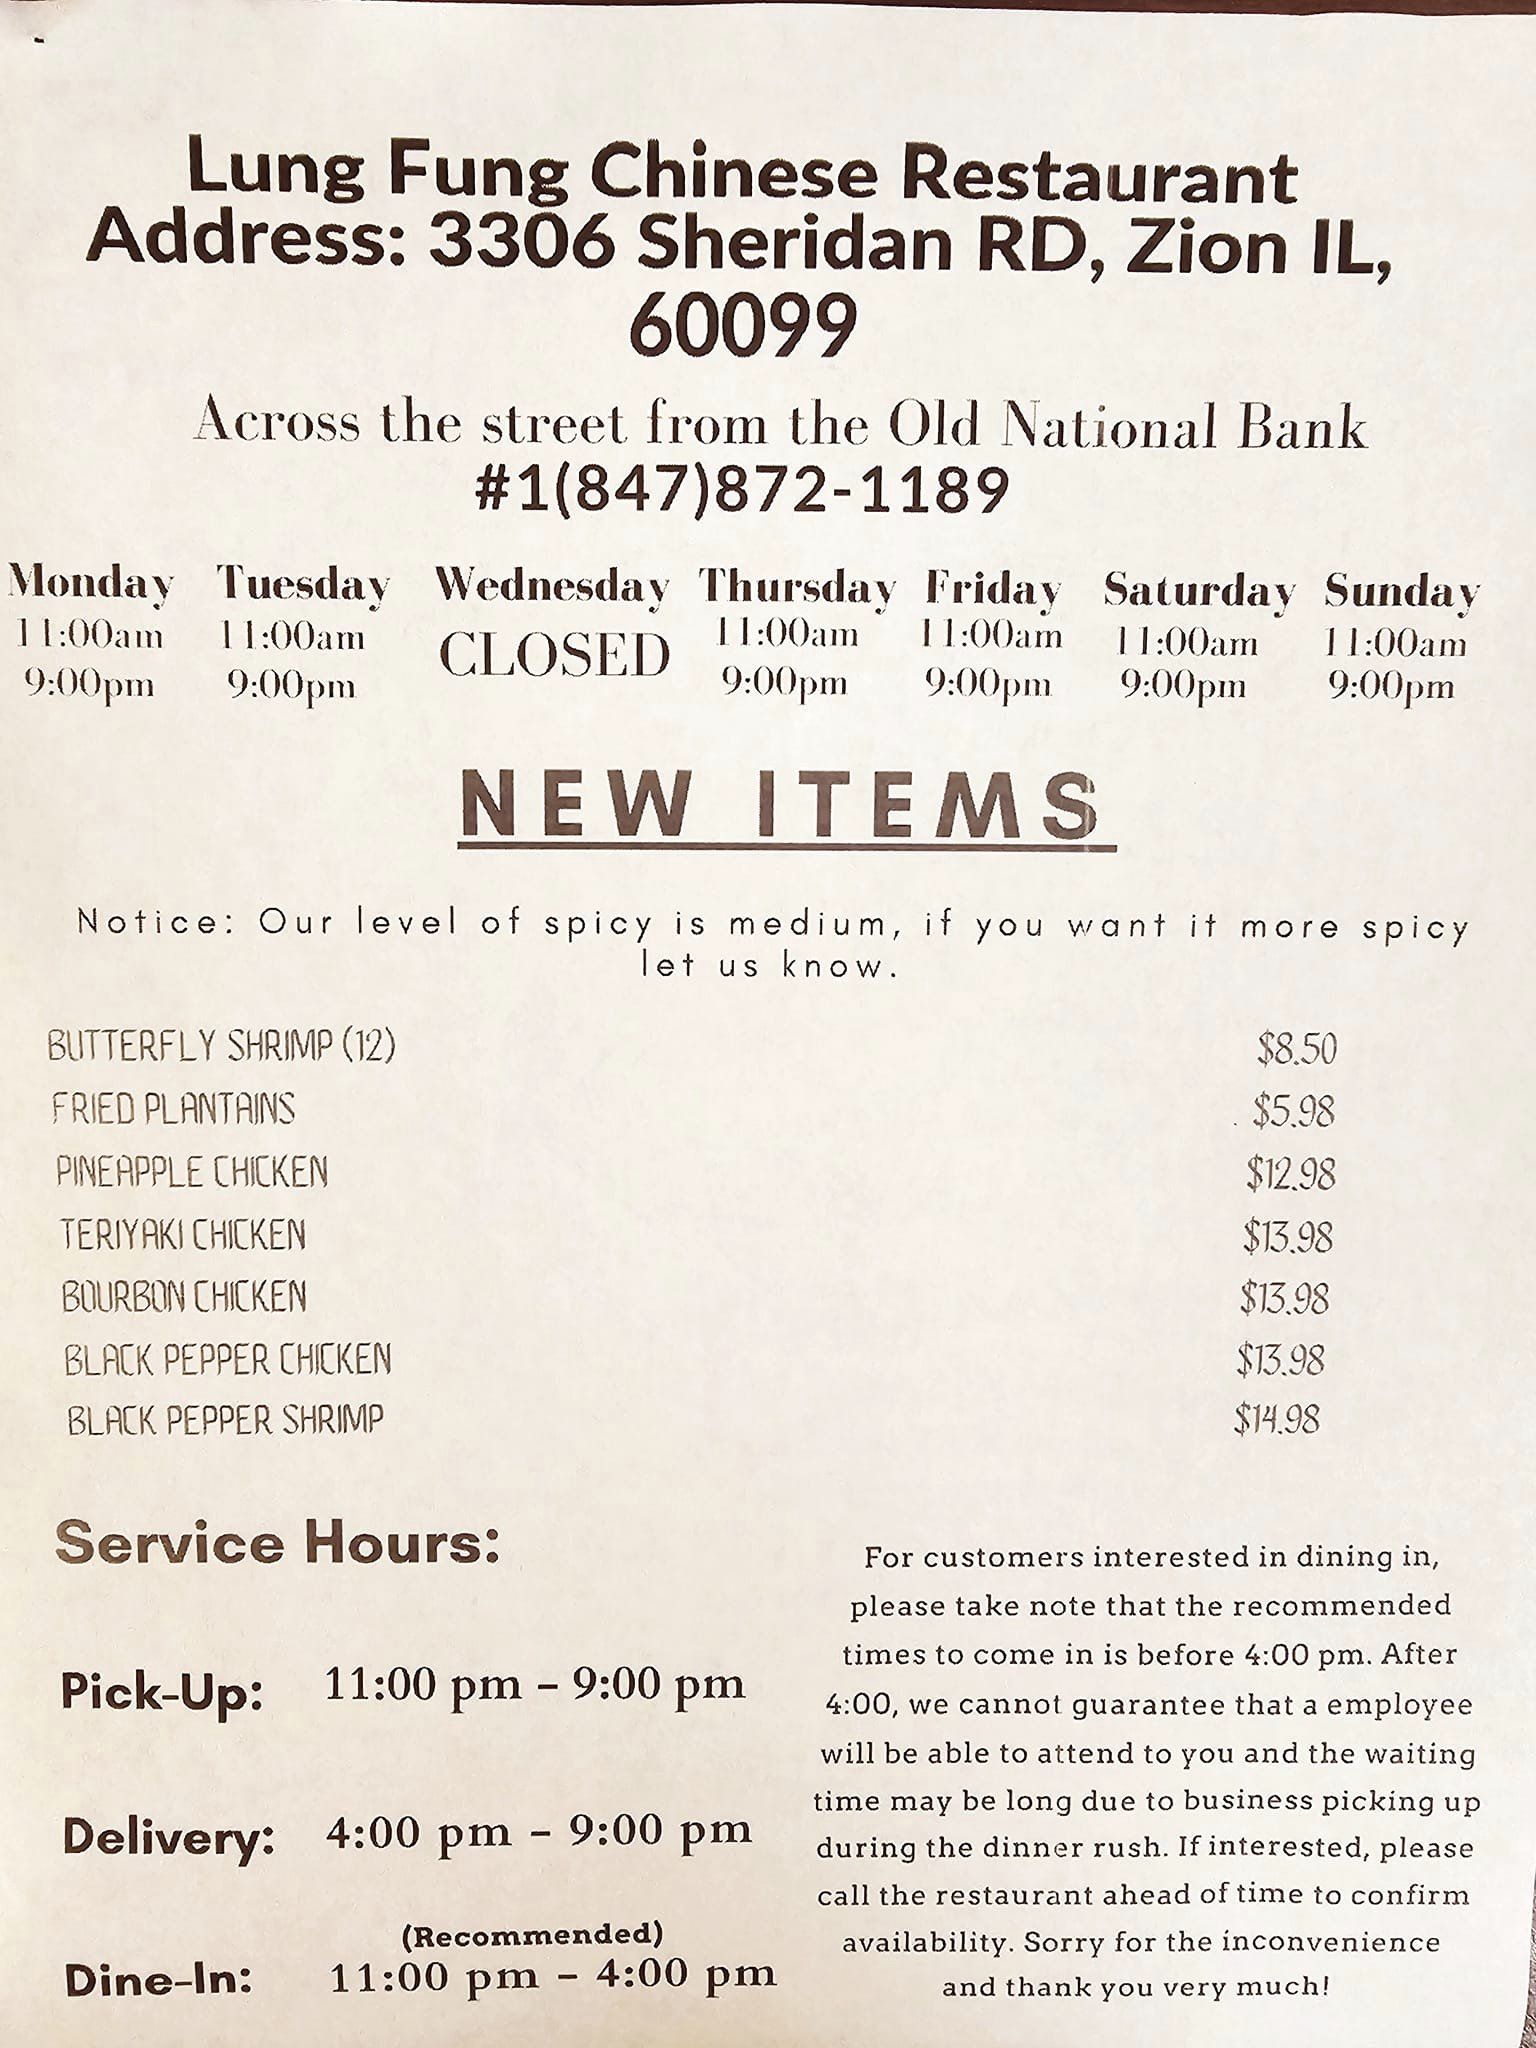 Lung Fung Chinese Restaurant
Address: 3306 Sheridan RD, Zion IL,
60099
Across the street from the Old National Bank
#1(847)872-1189
Monday Tuesday Wednesday Thursday Friday Saturday Sunday
11:00am 11:00am CLOSED 11:00am 11:00am 11:00am 11:00am
9:00pm 9:00pm 9:00pm 9:00pm 9:00pm 9:00pm
NEW ITEMS
Notice: Our level of spicy is medium, if you want it more spicy
let us know.
BUTTERFLY SHRIMP (12) $8.50
FRIED PLANTAINS $5.98
PINEAPPLE CHICKEN $12.98
TERIYAKI CHICKEN $13.98
BOURBON CHICKEN $13.98
BLACK PEPPER CHICKEN $13.98
BLACK PEPPER SHRIMP $14.98
Service Hours:
Pick-Up: 11:00 pm - 9:00 pm
Delivery: 4:00 pm - 9:00 pm
(Recommended)
Dine-In: 11:00 pm - 4:00 pm
For customers interested in dining in,
please take note that the recommended
times to come in is before 4:00 pm. After
4:00, we cannot guarantee that a employee
will be able to attend to you and the waiting
time may be long due to business picking up
during the dinner rush. If interested, please
call the restaurant ahead of time to confirm
availability. Sorry for the inconvenience
and thank you very much!